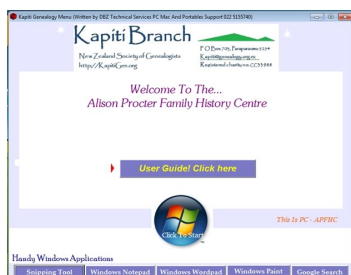 Kapiti Genealogy Menu (Written by DBZ Technical Services PC Mac And Portables Support 022 5155740)
Kapiti Branch
New Zealand Society of Genealogists
http://KapitiGen.org
P O Box 705, Paraparaumu 5254
Kapiti@genealogy.org.nz
Registered charity no. CC53988
Welcome To The...
Alison Procter Family History Centre
User Guide! Click here
Click To Start
This Is PC - APFHC
Handy Windows Applications
Snipping Tool
Windows Notepad
Windows Wordpad
Windows Paint
Google Search